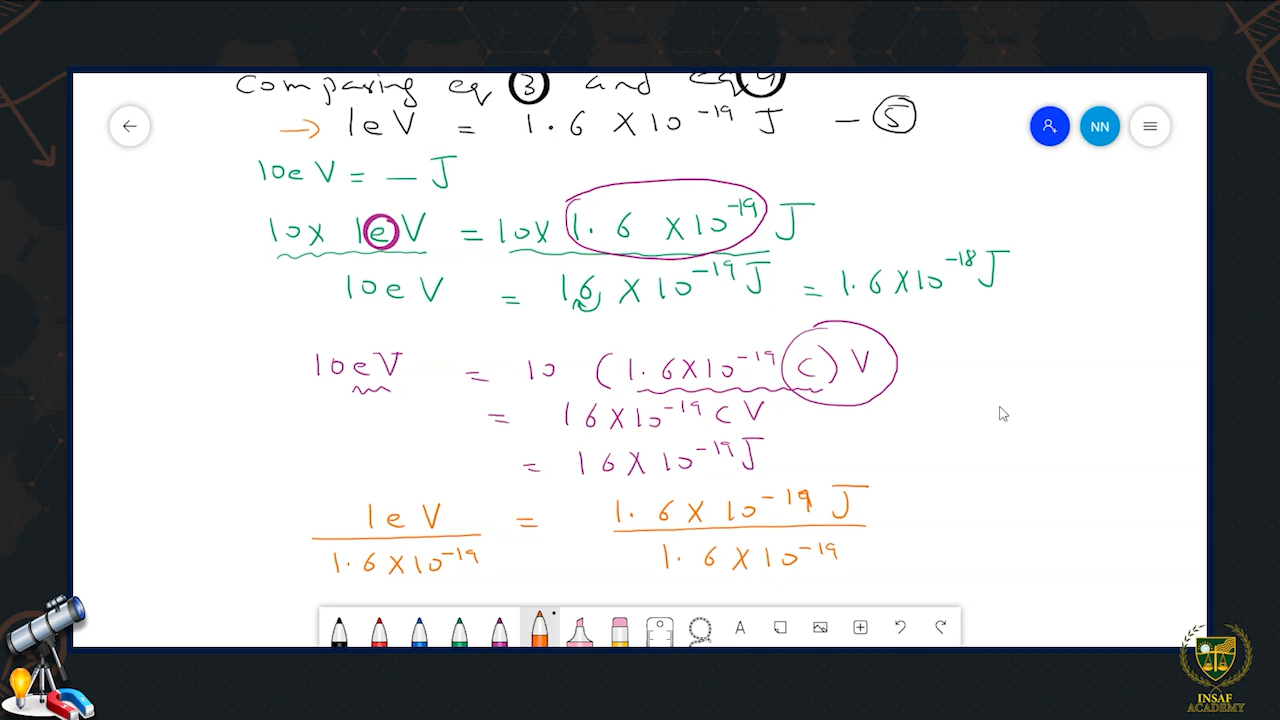 Comparing eq ③ and eq ④
→ 1eV = 1.6 X 10⁻¹⁹ J - ⑤
NN
10eV = — J
10 x 1eV = 10 x 1.6 x 10⁻¹⁹ J
10eV = 16 X 10⁻¹⁹ J = 1.6 X 10⁻¹⁸ J
10eV = 10 (1.6 X 10⁻¹⁹ C) V
= 16 X 10⁻¹⁹ C V
= 16 X 10⁻¹⁹ J
1eV / 1.6 X 10⁻¹⁹ = 1.6 X 10⁻¹⁹ J / 1.6 X 10⁻¹⁹
A
INSAF
ACADEMY